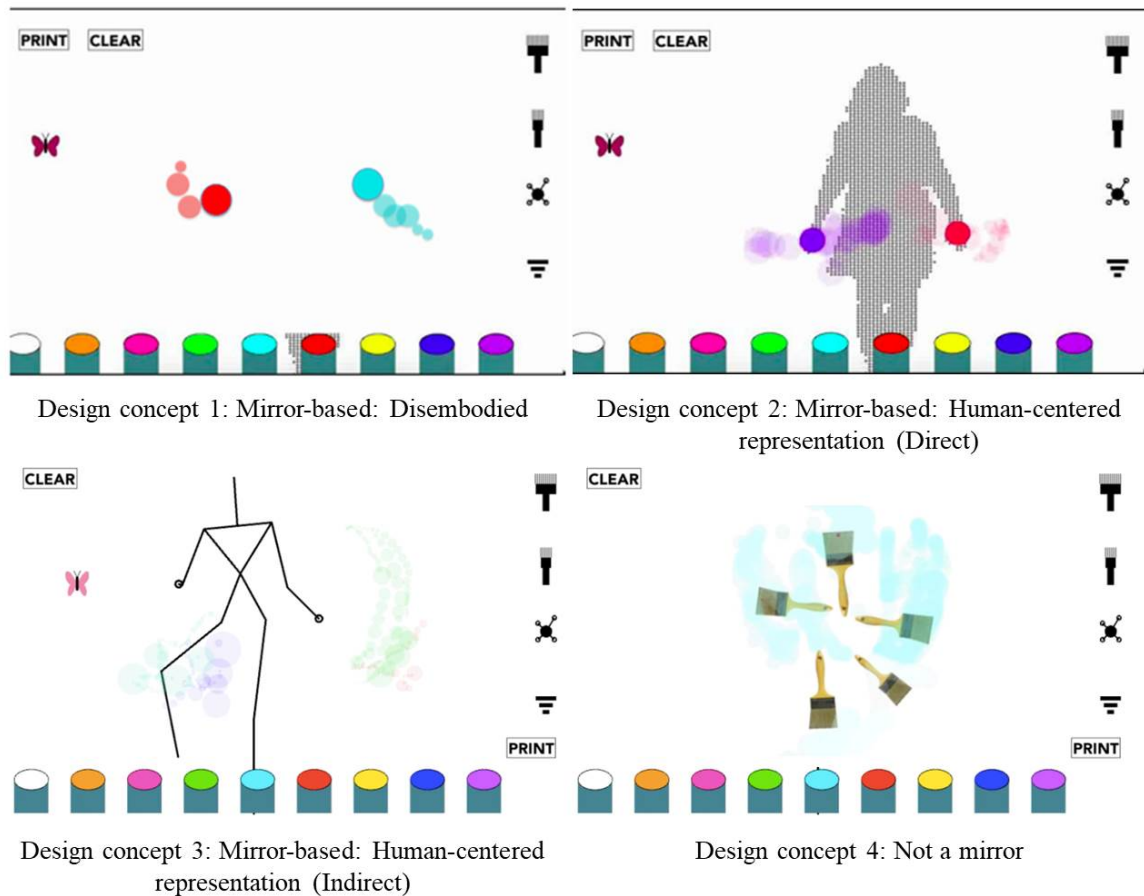 PRINT CLEAR
PRINT CLEAR
Design concept 1: Mirror-based: Disembodied
Design concept 2: Mirror-based: Human-centered
representation (Direct)
CLEAR
PRINT
CLEAR
PRINT
Design concept 3: Mirror-based: Human-centered
representation (Indirect)
Design concept 4: Not a mirror